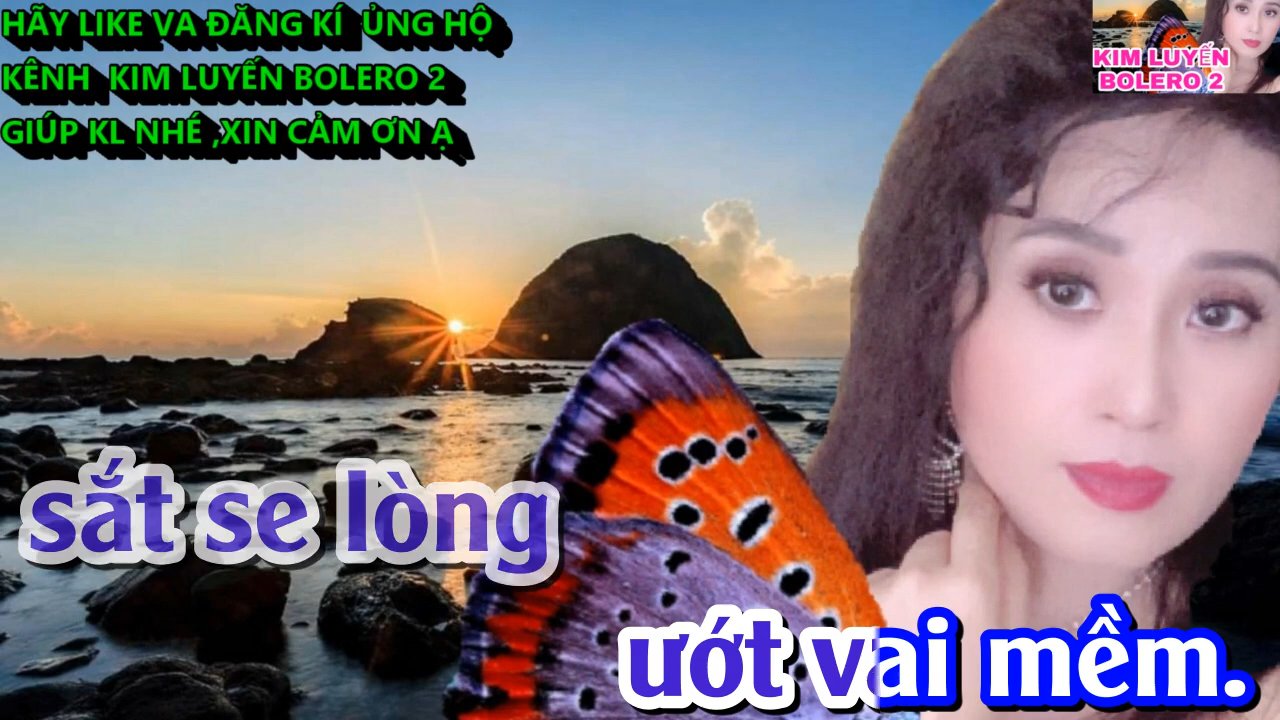 HÃY LIKE VA ĐĂNG KÍ ỦNG HỘ
KÊNH KIM LUYẾN BOLERO 2
GIÚP KL NHÉ ,XIN CẢM ƠN Ạ
KIM LUYẾN
BOLERO 2
sắt se lòng
ướt vai mềm.